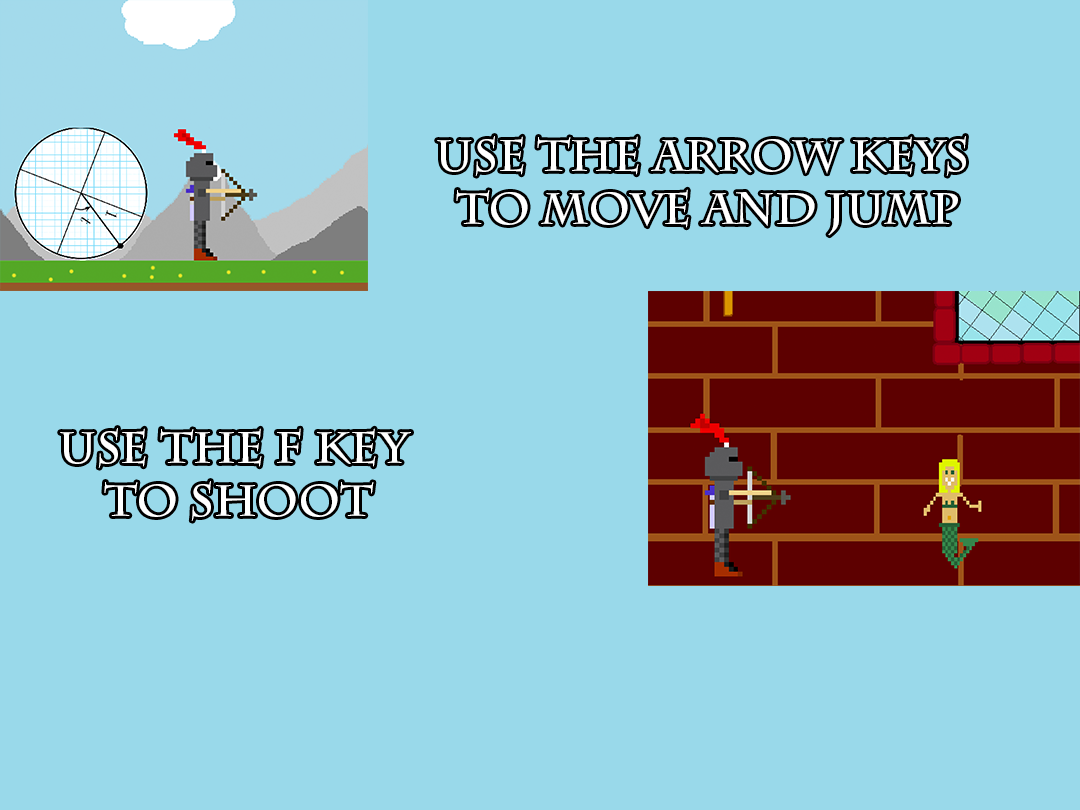 USE THE ARROW KEYS
TO MOVE AND JUMP
USE THE F KEY
TO SHOOT